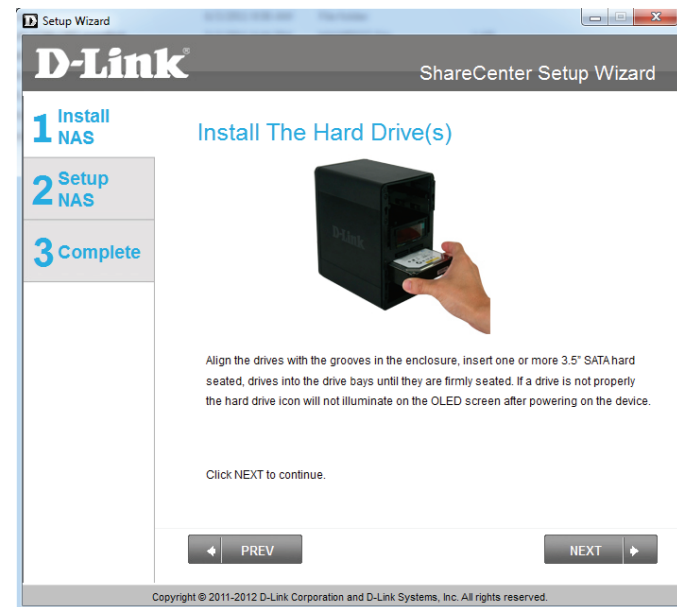 Setup Wizard
D-Link®
ShareCenter Setup Wizard
1 Install
NAS
2 Setup
NAS
3 Complete
Install The Hard Drive(s)
D-Link
Align the drives with the grooves in the enclosure, insert one or more 3.5" SATA hard
seated, drives into the drive bays until they are firmly seated. If a drive is not properly
the hard drive icon will not illuminate on the OLED screen after powering on the device.
Click NEXT to continue.
PREV
NEXT
Copyright © 2011-2012 D-Link Corporation and D-Link Systems, Inc. All rights reserved.